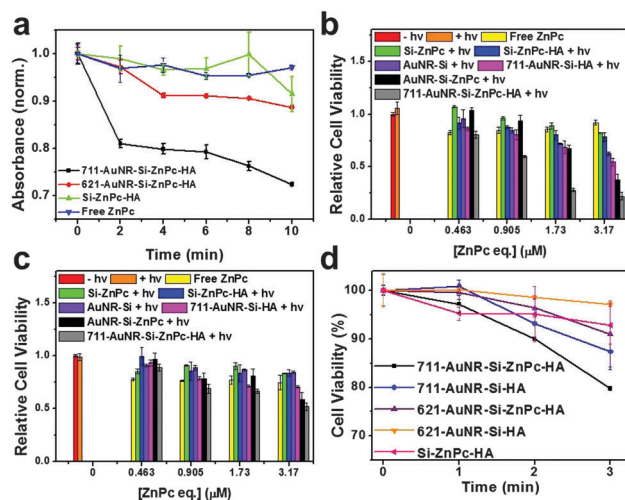 a
Absorbance (norm.)
1.0
0.9
0.8
0.7
711-AuNR-Si-ZnPc-HA
621-AuNR-Si-ZnPc-HA
Si-ZnPc-HA
Free ZnPc
0 2 4 6 8 10
Time (min)
b
Relative Cell Viability
1.5
1.0
0.5
0.0
- hv + hv Free ZnPc
Si-ZnPc + hv Si-ZnPc-HA + hv
AuNR-Si + hv 711-AuNR-Si-HA + hv
AuNR-Si-ZnPc + hv
711-AuNR-Si-ZnPc-HA + hv
0 0.463 0.905 1.73 3.17
[ZnPc eq.] (μM)
c
Relative Cell Viability
1.5
1.0
0.5
0.0
- hv + hv Free ZnPc
Si-ZnPc + hv Si-ZnPc-HA + hv
AuNR-Si + hv 711-AuNR-Si-HA + hv
AuNR-Si-ZnPc + hv
711-AuNR-Si-ZnPc-HA + hv
0 0.463 0.905 1.73 3.17
[ZnPc eq.] (μM)
d
Cell Viability (%)
100
90
80
70
711-AuNR-Si-ZnPc-HA
711-AuNR-Si-HA
621-AuNR-Si-ZnPc-HA
621-AuNR-Si-HA
Si-ZnPc-HA
0 1 2 3
Time (min)